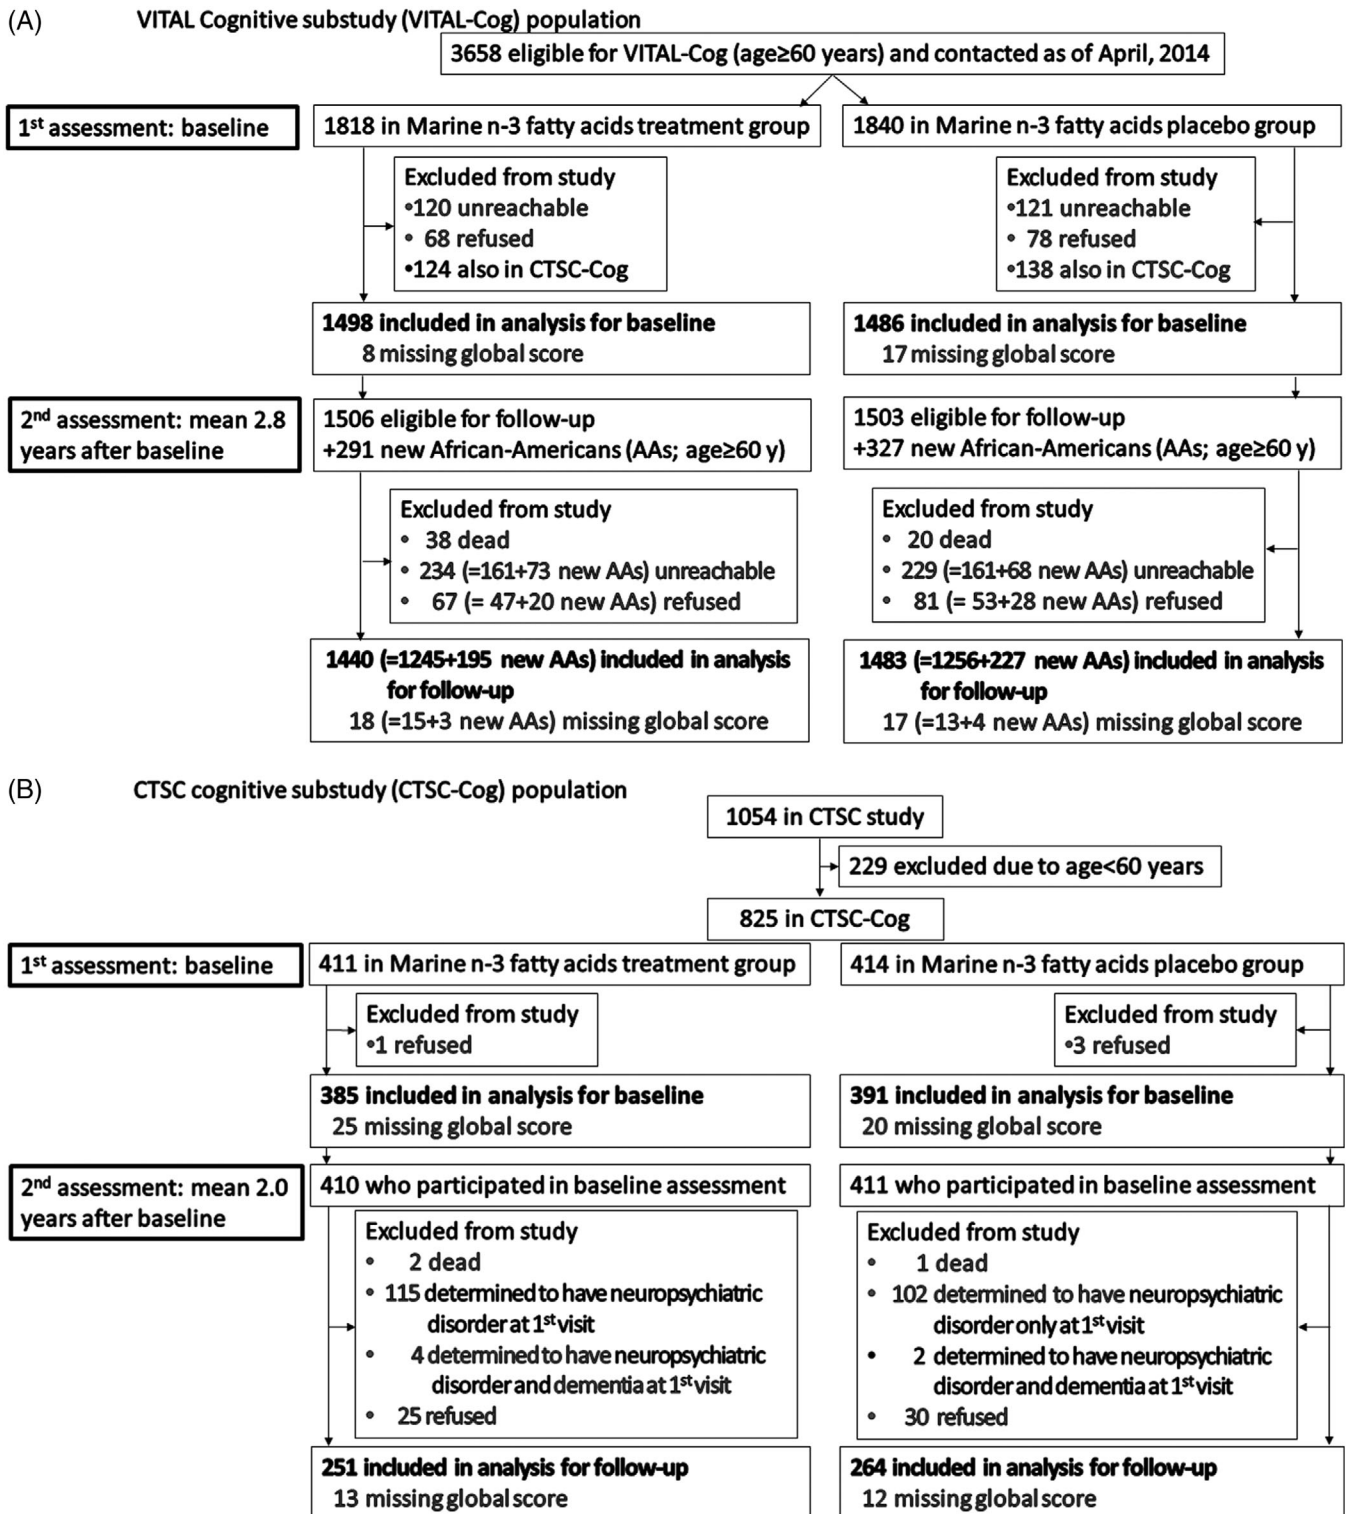 (A)
VITAL Cognitive substudy (VITAL-Cog) population
3658 eligible for VITAL-Cog (age≥60 years) and contacted as of April, 2014
1st assessment: baseline
1818 in Marine n-3 fatty acids treatment group
1840 in Marine n-3 fatty acids placebo group
Excluded from study
•120 unreachable
• 68 refused
•124 also in CTSC-Cog
Excluded from study
•121 unreachable
• 78 refused
•138 also in CTSC-Cog
1498 included in analysis for baseline
8 missing global score
1486 included in analysis for baseline
17 missing global score
2nd assessment: mean 2.8
years after baseline
1506 eligible for follow-up
+291 new African-Americans (AAs; age≥60 y)
1503 eligible for follow-up
+327 new African-Americans (AAs; age≥60 y)
Excluded from study
• 38 dead
• 234 (=161+73 new AAs) unreachable
• 67 (= 47+20 new AAs) refused
Excluded from study
• 20 dead
• 229 (=161+68 new AAs) unreachable
• 81 (= 53+28 new AAs) refused
1440 (=1245+195 new AAs) included in analysis
for follow-up
18 (=15+3 new AAs) missing global score
1483 (=1256+227 new AAs) included in analysis
for follow-up
17 (=13+4 new AAs) missing global score
(B)
CTSC cognitive substudy (CTSC-Cog) population
1054 in CTSC study
229 excluded due to age<60 years
825 in CTSC-Cog
1st assessment: baseline
411 in Marine n-3 fatty acids treatment group
414 in Marine n-3 fatty acids placebo group
Excluded from study
•1 refused
Excluded from study
•3 refused
385 included in analysis for baseline
25 missing global score
391 included in analysis for baseline
20 missing global score
2nd assessment: mean 2.0
years after baseline
410 who participated in baseline assessment
411 who participated in baseline assessment
Excluded from study
• 2 dead
• 115 determined to have neuropsychiatric
disorder at 1st visit
• 4 determined to have neuropsychiatric
disorder and dementia at 1st visit
• 25 refused
Excluded from study
• 1 dead
• 102 determined to have neuropsychiatric
disorder only at 1st visit
• 2 determined to have neuropsychiatric
disorder and dementia at 1st visit
• 30 refused
251 included in analysis for follow-up
13 missing global score
264 included in analysis for follow-up
12 missing global score